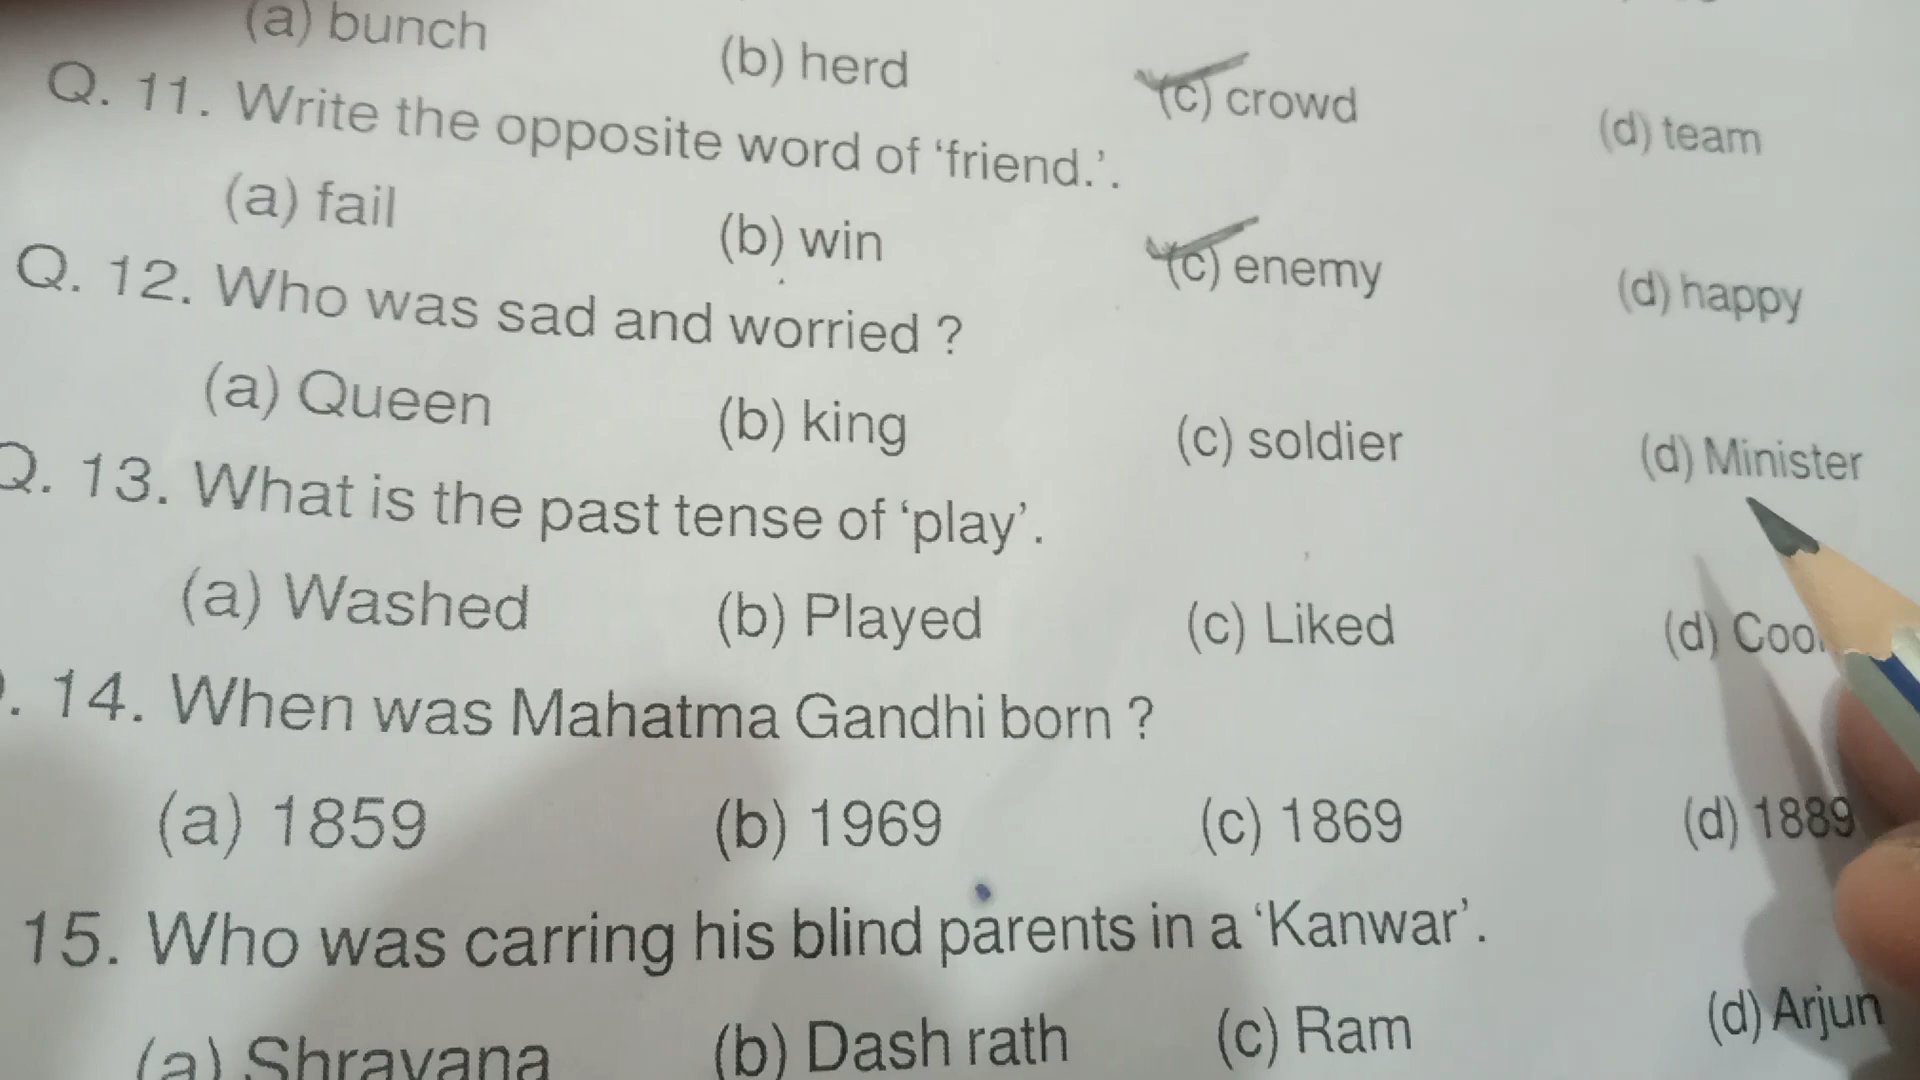 (a) bunch (b) herd (c) crowd (d) team
Q. 11. Write the opposite word of ‘friend.’.
(a) fail (b) win (c) enemy (d) happy
Q. 12. Who was sad and worried ?
(a) Queen (b) king (c) soldier (d) Minister
Q. 13. What is the past tense of ‘play’.
(a) Washed (b) Played (c) Liked (d)
. 14. When was Mahatma Gandhi born ?
(a) 1859 (b) 1969 (c) 1869 (d) 1889
15. Who was carring his blind parents in a ‘Kanwar’.
(a) Shravana (b) Dash rath (c) Ram (d) Arjun